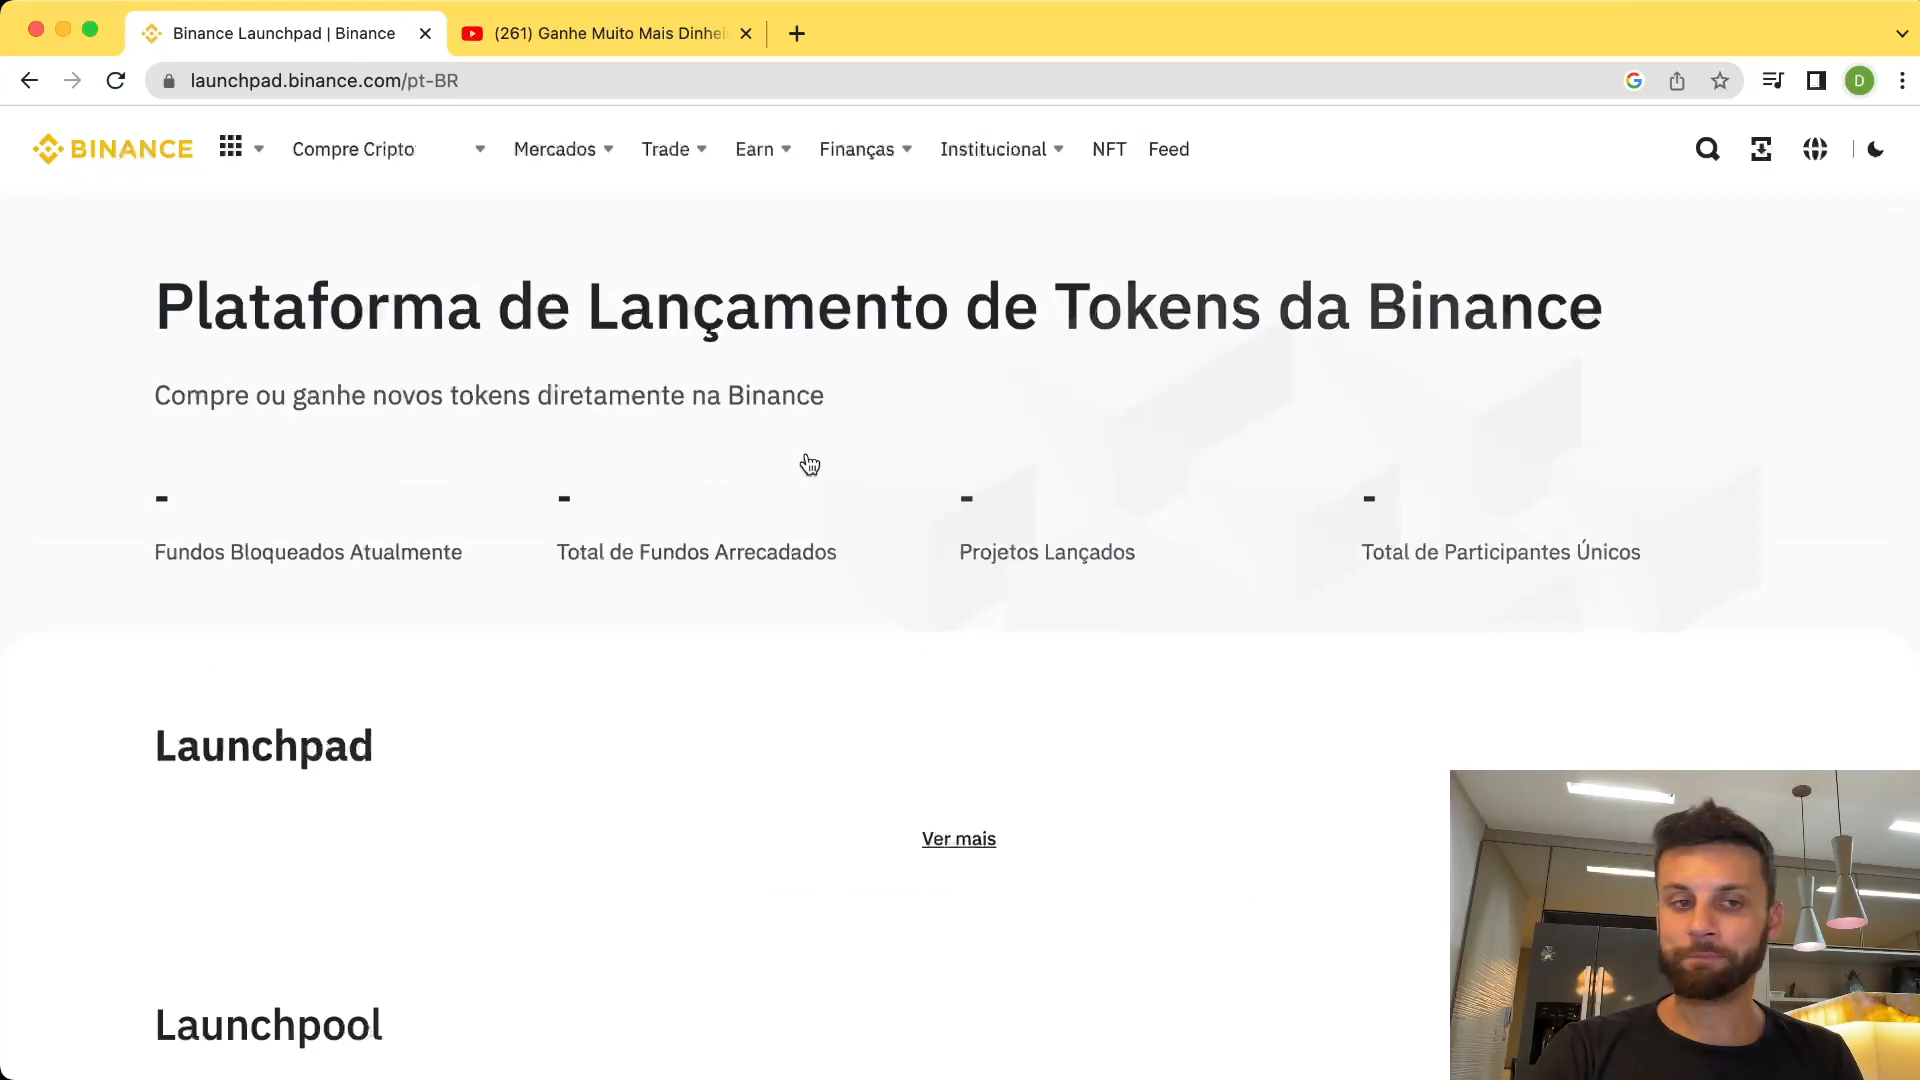 Binance Launchpad | Binance
(261) Ganhe Muito Mais Dinhei
launchpad.binance.com/pt-BR
D
BINANCE
Compre Cripto
Mercados
Trade
Earn
Finanças
Institucional
NFT
Feed
Plataforma de Lançamento de Tokens da Binance
Compre ou ganhe novos tokens diretamente na Binance
- - - -
Fundos Bloqueados Atualmente
Total de Fundos Arrecadados
Projetos Lançados
Total de Participantes Únicos
Launchpad
Ver mais
Launchpool